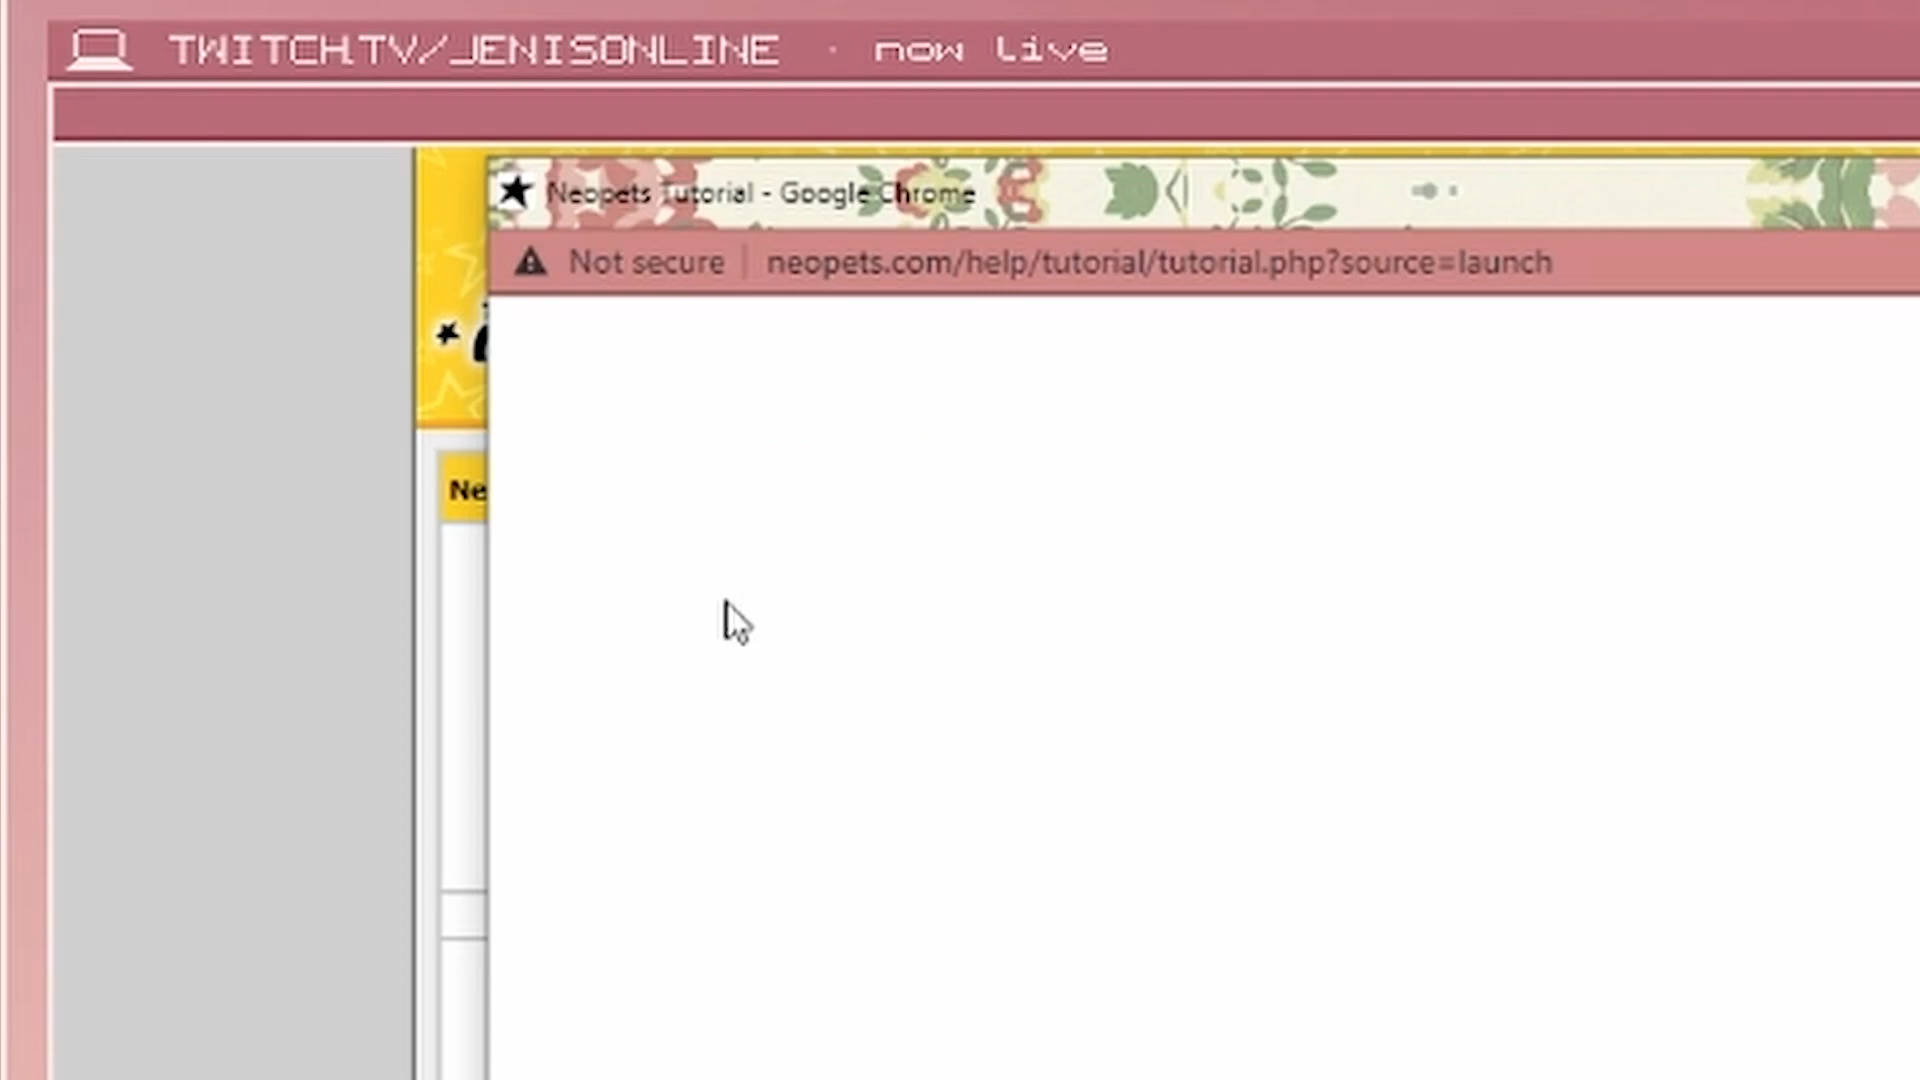 TWITCH.TV/JENISONLINE · now live
Neopets Tutorial - Google Chrome
Not secure neopets.com/help/tutorial/tutorial.php?source=launch
Ne